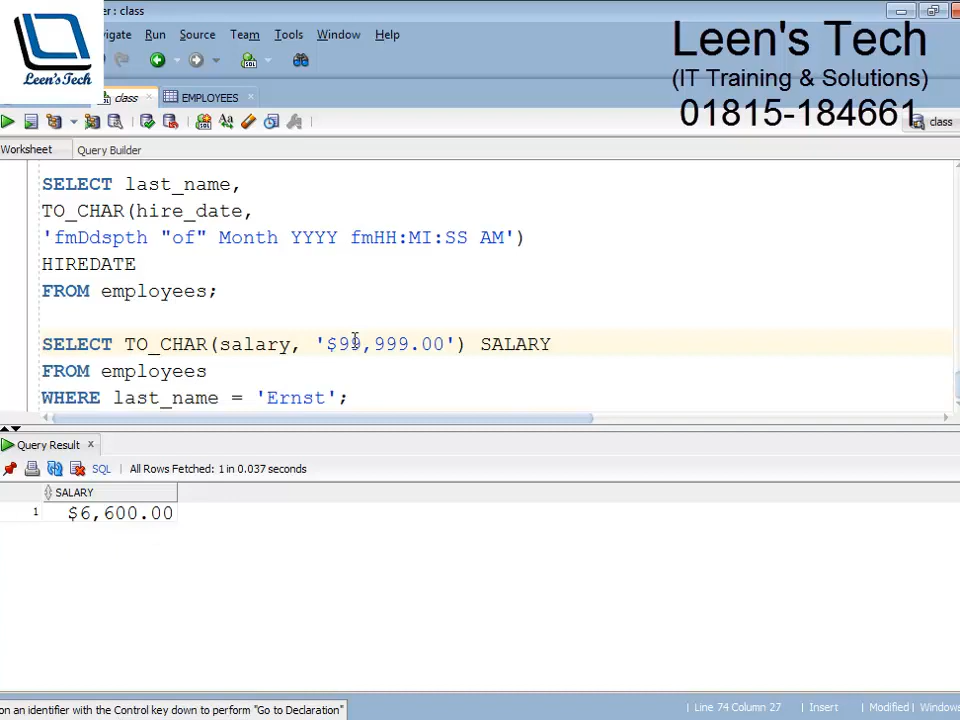 : class
Leen's Tech
(IT Training & Solutions)
01815-184661
Leen'sTech
igate Run Source Team Tools Window Help
class EMPLOYEES
class
Worksheet Query Builder
SELECT last_name,
TO_CHAR(hire_date,
'fmDdspth "of" Month YYYY fmHH:MI:SS AM')
HIREDATE
FROM employees;
SELECT TO_CHAR(salary, '$99,999.00') SALARY
FROM employees
WHERE last_name = 'Ernst';
Query Result
SQL All Rows Fetched: 1 in 0.037 seconds
SALARY
1 $6,600.00
on an identifier with the Control key down to perform "Go to Declaration"
Line 74 Column 27 Insert Modified Windows